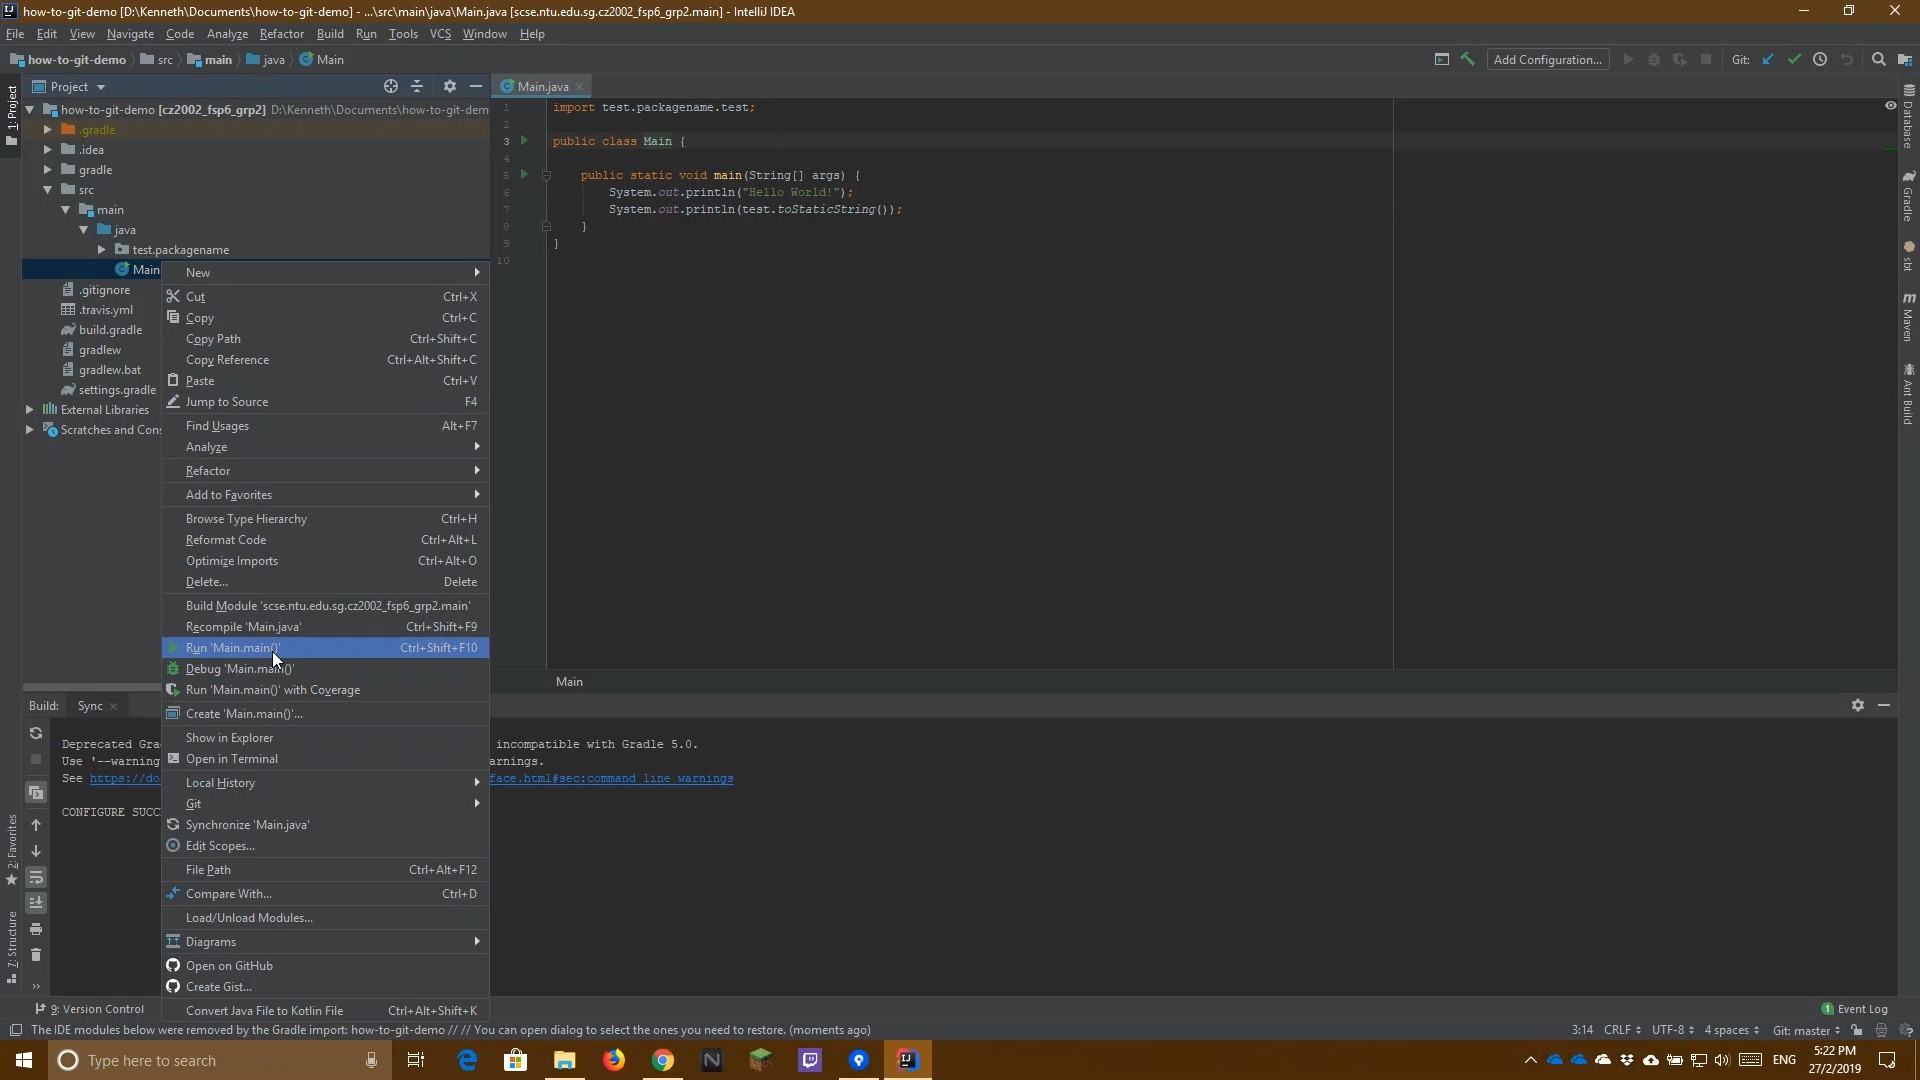 how-to-git-demo [D:\Kenneth\Documents\how-to-git-demo] - ...\src\main\java\Main.java [scse.ntu.edu.sg.cz2002_fsp6_grp2.main] - IntelliJ IDEA
File Edit View Navigate Code Analyze Refactor Build Run Tools VCS Window Help
how-to-git-demo src main java Main
Add Configuration...
Git:
1: Project
Project
how-to-git-demo [cz2002_fsp6_grp2] D:\Kenneth\Documents\how-to-git-dem
.gradle
.idea
gradle
src
main
java
test.packagename
Main
.gitignore
.travis.yml
build.gradle
gradlew
gradlew.bat
settings.gradle
External Libraries
Scratches and Con
New
Cut Ctrl+X
Copy Ctrl+C
Copy Path Ctrl+Shift+C
Copy Reference Ctrl+Alt+Shift+C
Paste Ctrl+V
Jump to Source F4
Find Usages Alt+F7
Analyze
Refactor
Add to Favorites
Browse Type Hierarchy Ctrl+H
Reformat Code Ctrl+Alt+L
Optimize Imports Ctrl+Alt+O
Delete... Delete
Build Module 'scse.ntu.edu.sg.cz2002_fsp6_grp2.main'
Recompile 'Main.java' Ctrl+Shift+F9
Run 'Main.main()' Ctrl+Shift+F10
Debug 'Main.main()'
Run 'Main.main()' with Coverage
Create 'Main.main()'...
Show in Explorer
Open in Terminal
Local History
Git
Synchronize 'Main.java'
Edit Scopes...
File Path Ctrl+Alt+F12
Compare With... Ctrl+D
Load/Unload Modules...
Diagrams
Open on GitHub
Create Gist...
Convert Java File to Kotlin File Ctrl+Alt+Shift+K
Main.java
1 import test.packagename.test;
2
3 public class Main {
4
5 public static void main(String[] args) {
6 System.out.println("Hello World!");
7 System.out.println(test.toStaticString());
8 }
9 }
10
Main
Database
Gradle
sbt
Maven
Ant Build
Build: Sync
Deprecated Gra incompatible with Gradle 5.0.
Use '--warning arnings.
See https://do face.html#sec:command_line_warnings
CONFIGURE SUCC
2: Favorites
7: Structure
9: Version Control
Event Log
The IDE modules below were removed by the Gradle import: how-to-git-demo // // You can open dialog to select the ones you need to restore. (moments ago)
3:14 CRLF UTF-8 4 spaces Git: master
Type here to search
ENG
5:22 PM
27/2/2019